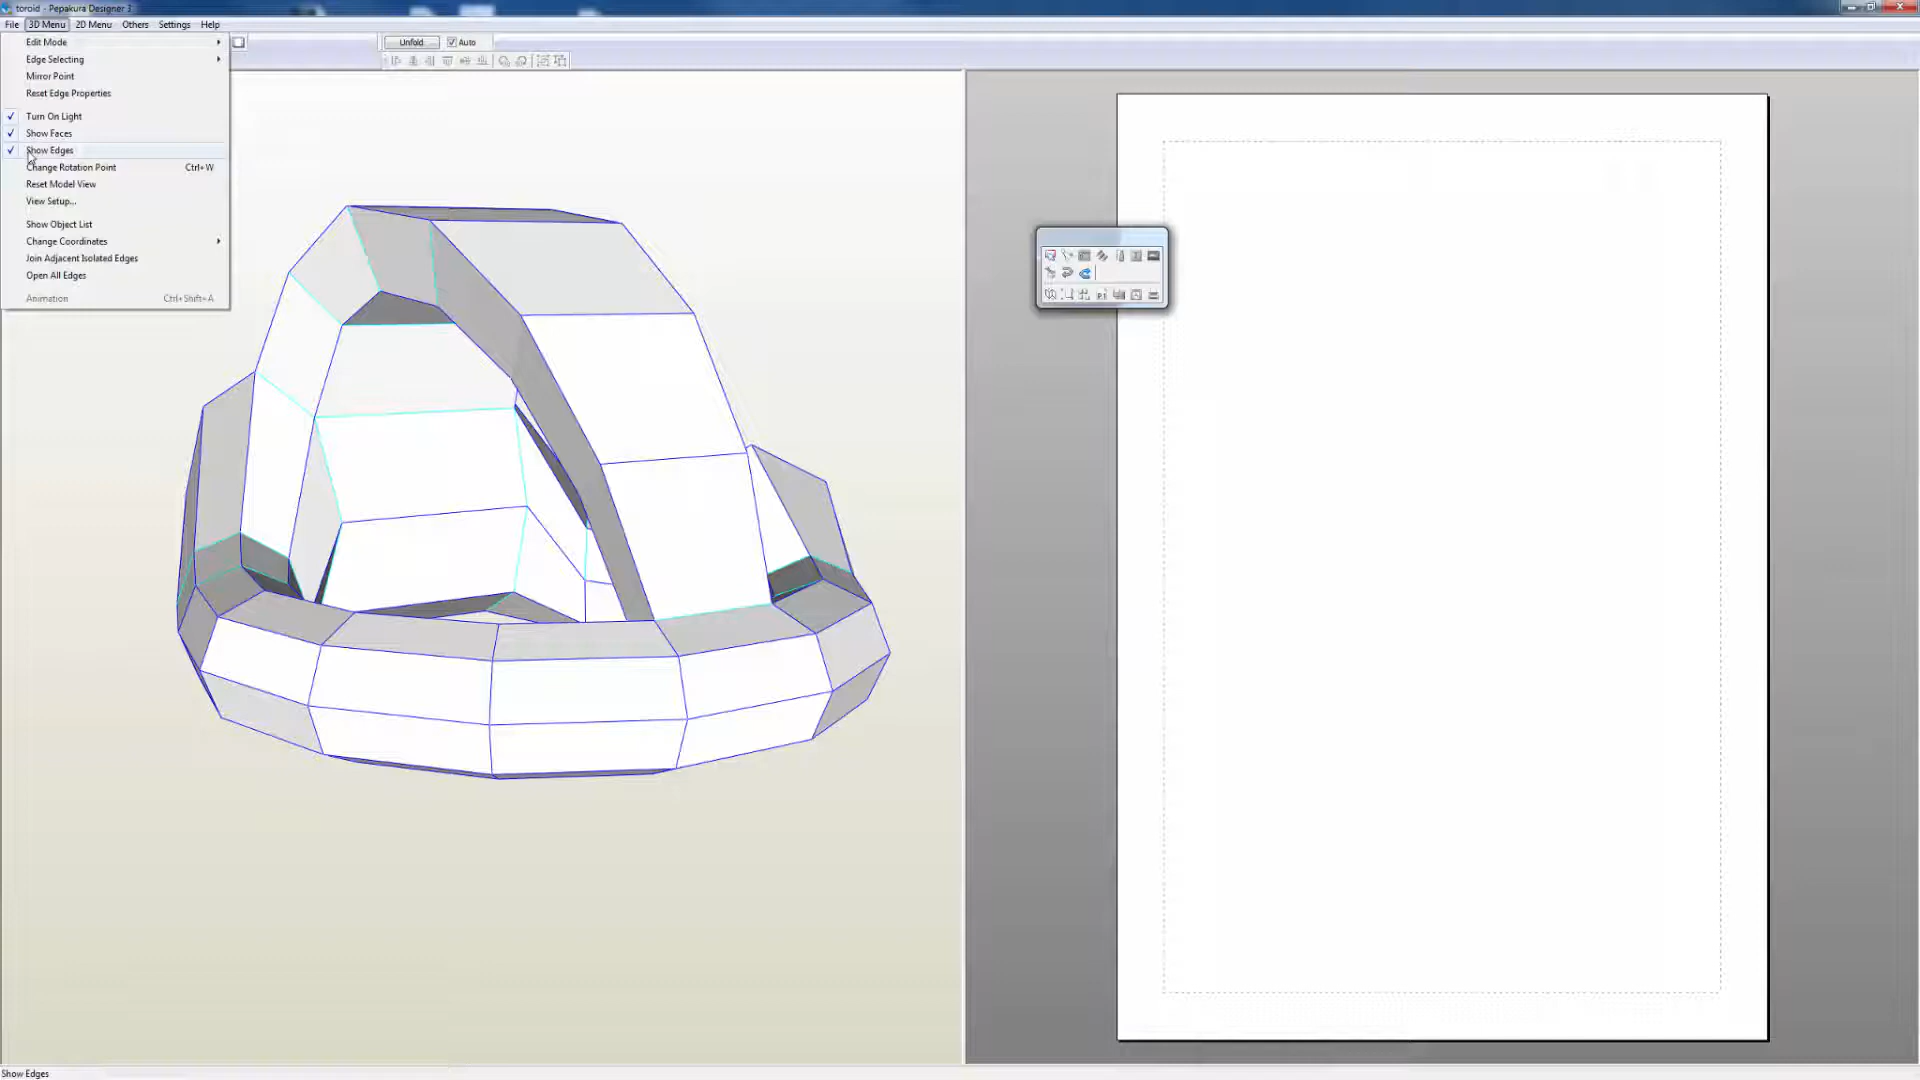 toroid - Pepakura Designer 3
File 3D Menu 2D Menu Others Settings Help
Edit Mode
Edge Selecting
Mirror Point
Reset Edge Properties
Turn On Light
Show Faces
Show Edges
Change Rotation Point Ctrl+W
Reset Model View
View Setup...
Show Object List
Change Coordinates
Join Adjacent Isolated Edges
Open All Edges
Animation Ctrl+Shift+A
Unfold Auto
Show Edges